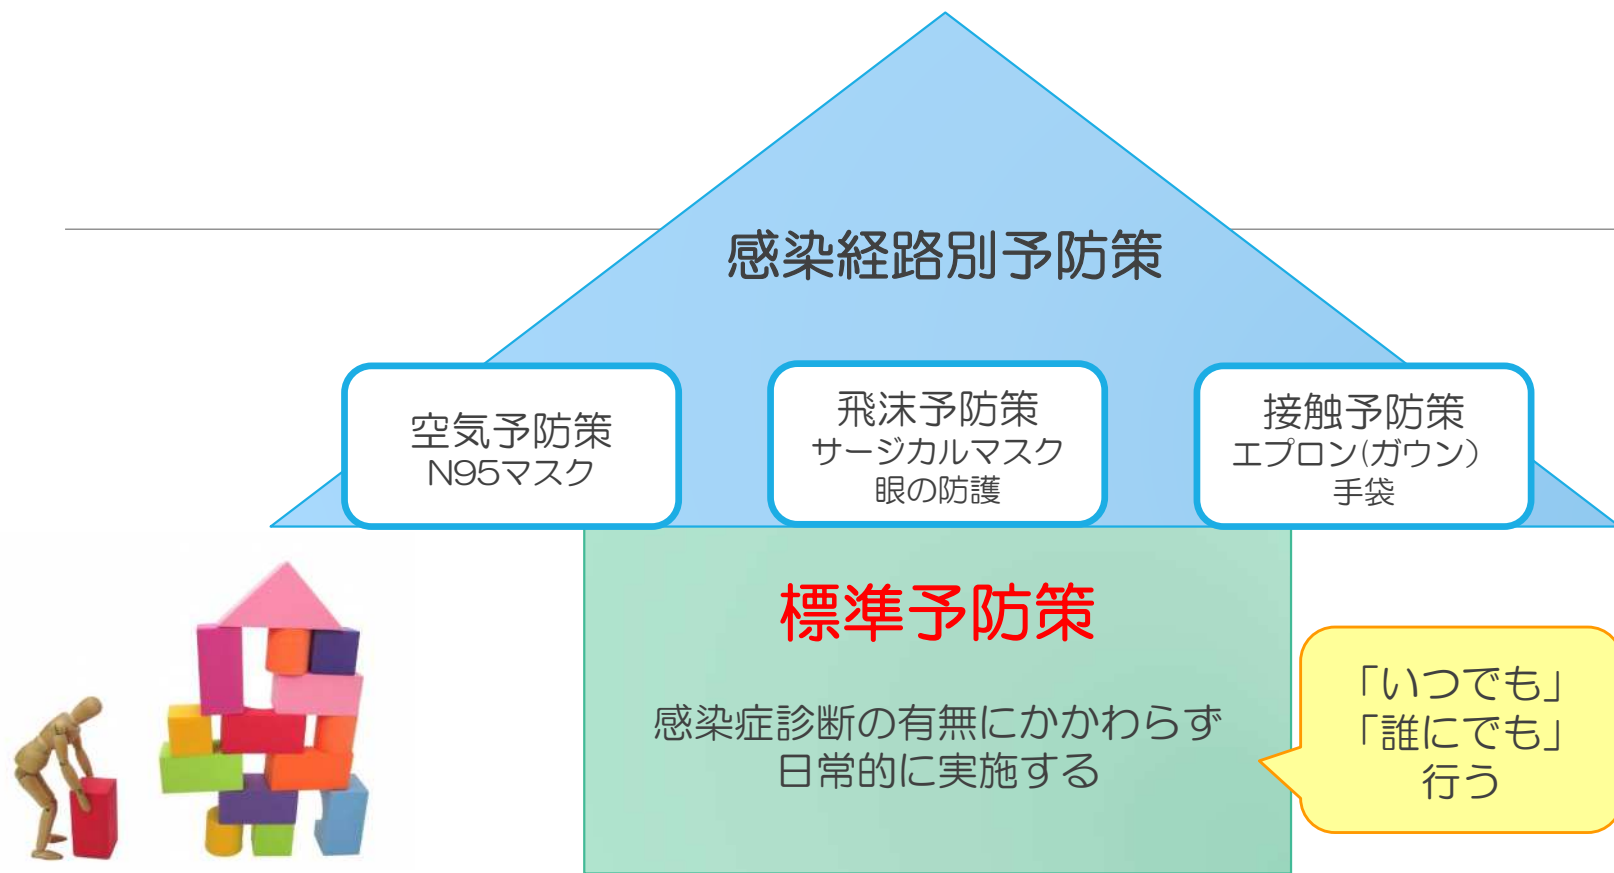 感染経路別予防策
空気予防策
N95マスク
飛沫予防策
サージカルマスク
眼の防護
接触予防策
エプロン(ガウン）
手袋
標準予防策
感染症診断の有無にかかわらず
日常的に実施する
「いつでも」
「誰にでも」
行う